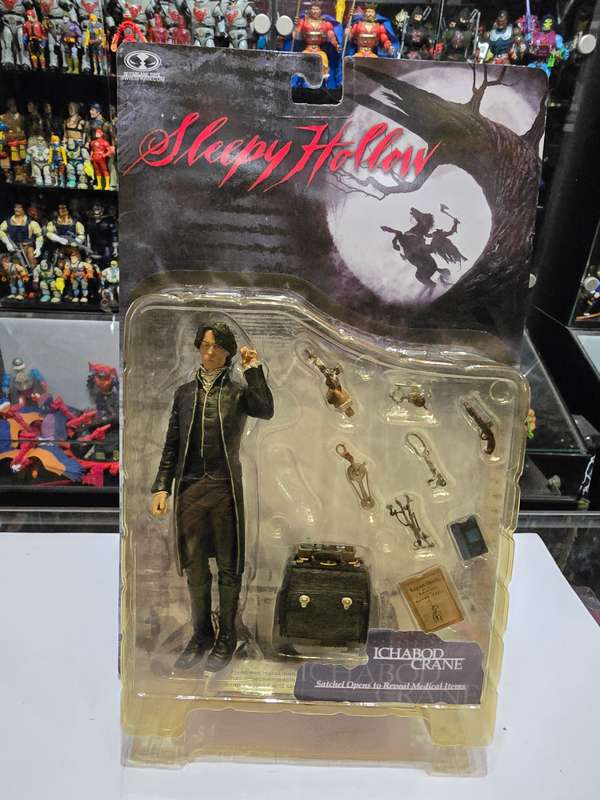 Sleepy Hollow
ICHABOD
CRANE
Satchel Opens to Reveal Medical Items